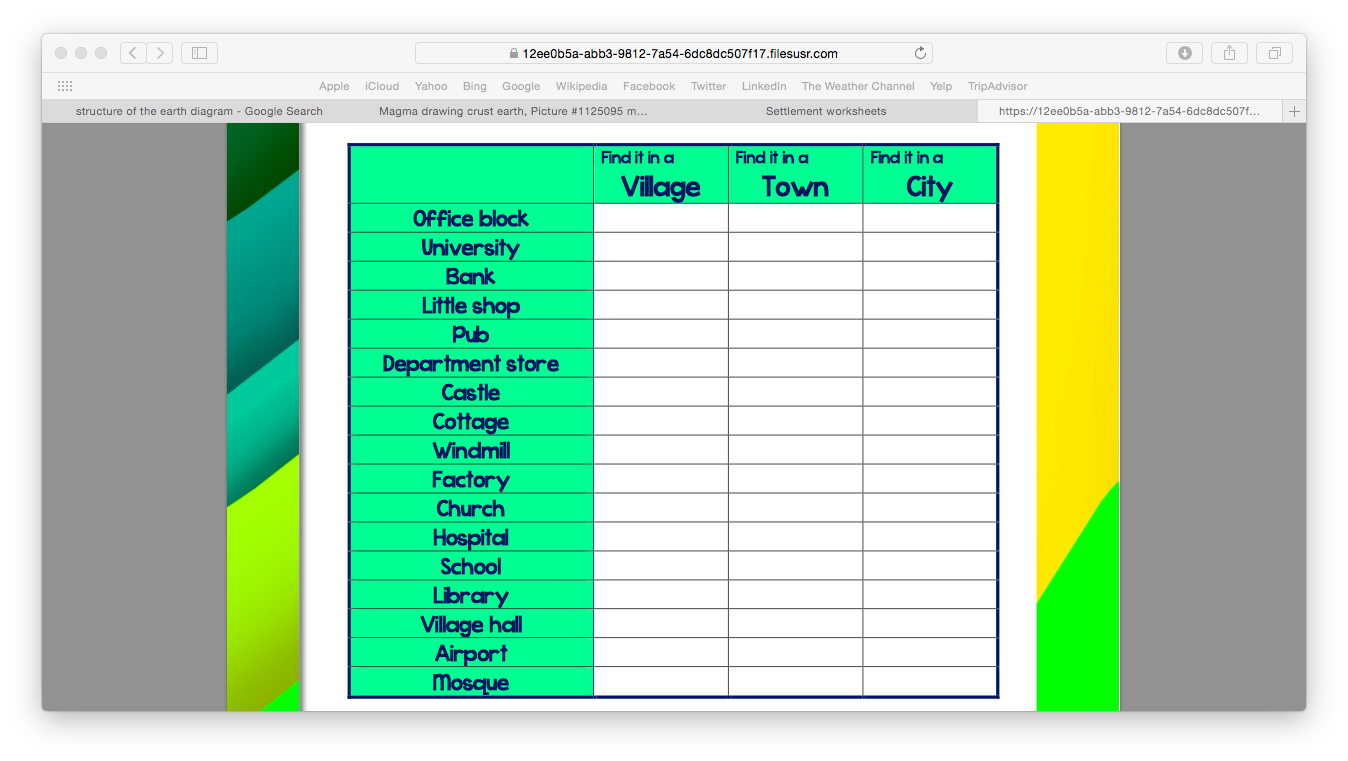 12ee0b5a-abb3-9812-7a54-6dc8dc507f17.filesusr.com
Apple iCloud Yahoo Bing Google Wikipedia Facebook Twitter LinkedIn The Weather Channel Yelp TripAdvisor
structure of the earth diagram - Google Search Magma drawing crust earth, Picture #1125095 m... Settlement worksheets https://12ee0b5a-abb3-9812-7a54-6dc8dc507f...
Find it in a Find it in a Find it in a
Village Town City
Office block
University
Bank
Little shop
Pub
Department store
Castle
Cottage
Windmill
Factory
Church
Hospital
School
Library
Village hall
Airport
Mosque